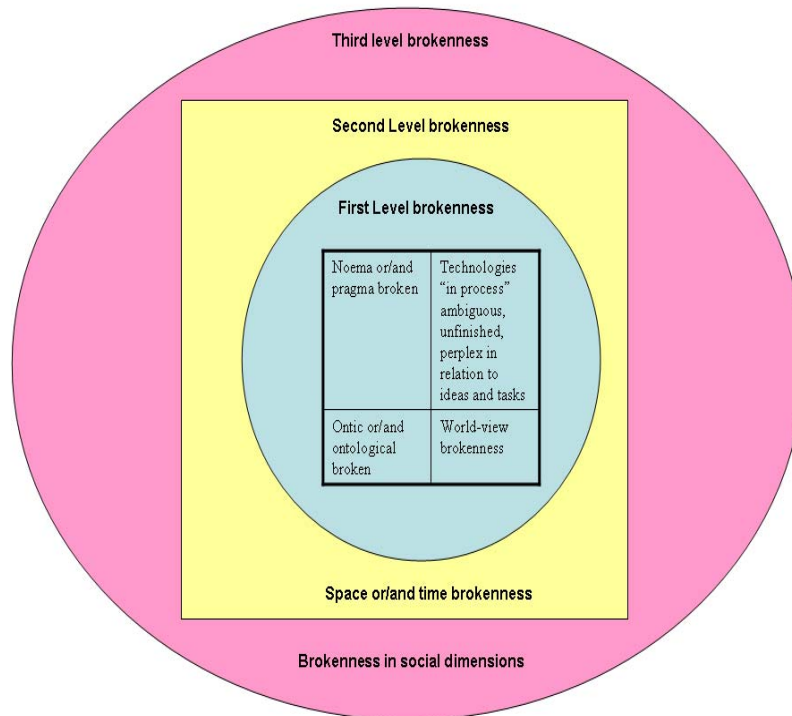 Third level brokenness
Second Level brokenness
First Level brokenness
Noema or/and
pragma broken
Technologies
“in process”
ambiguous,
unfinished,
perplex in
relation to
ideas and tasks
Ontic or/and
ontological
broken
World-view
brokenness
Space or/and time brokenness
Brokenness in social dimensions